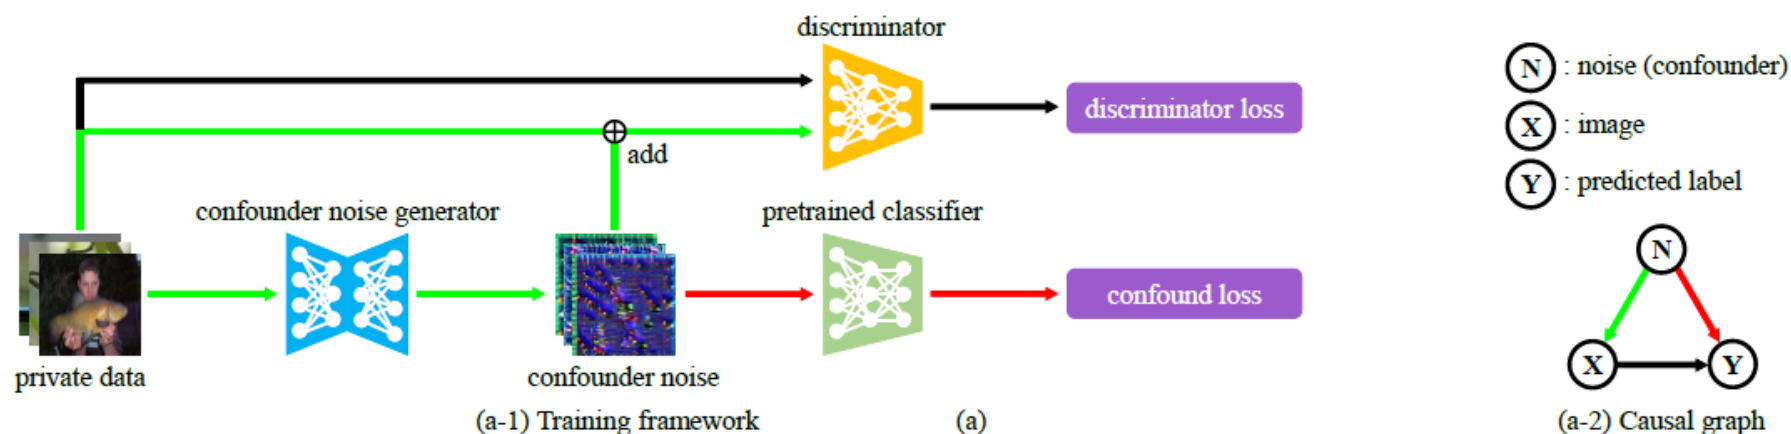 discriminator
discriminator loss
add
confounder noise generator
pretrained classifier
confound loss
private data
confounder noise
(a-1) Training framework
(a)
N : noise (confounder)
X : image
Y : predicted label
N
X
Y
(a-2) Causal graph